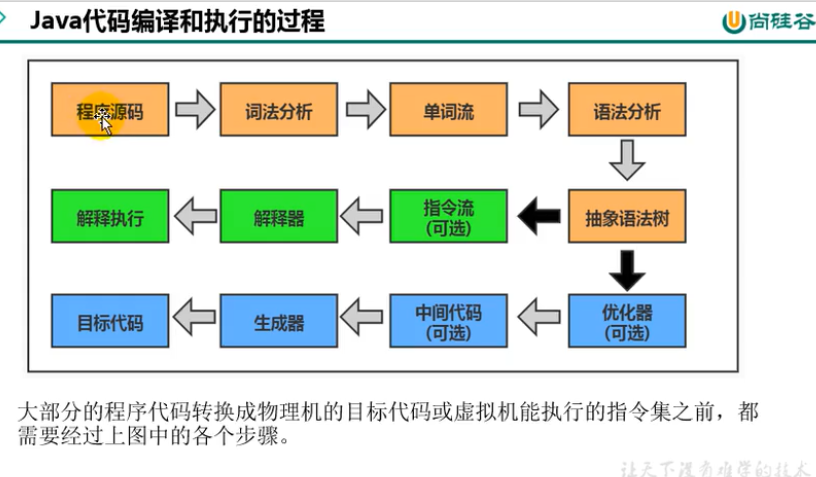 Java代码编译和执行的过程
尚硅谷
程序源码
词法分析
单词流
语法分析
解释执行
解释器
指令流
(可选)
抽象语法树
目标代码
生成器
中间代码
(可选)
优化器
(可选)
大部分的程序代码转换成物理机的目标代码或虚拟机能执行的指令集之前，都
需要经过上图中的各个步骤。
让天下没有难学的技术